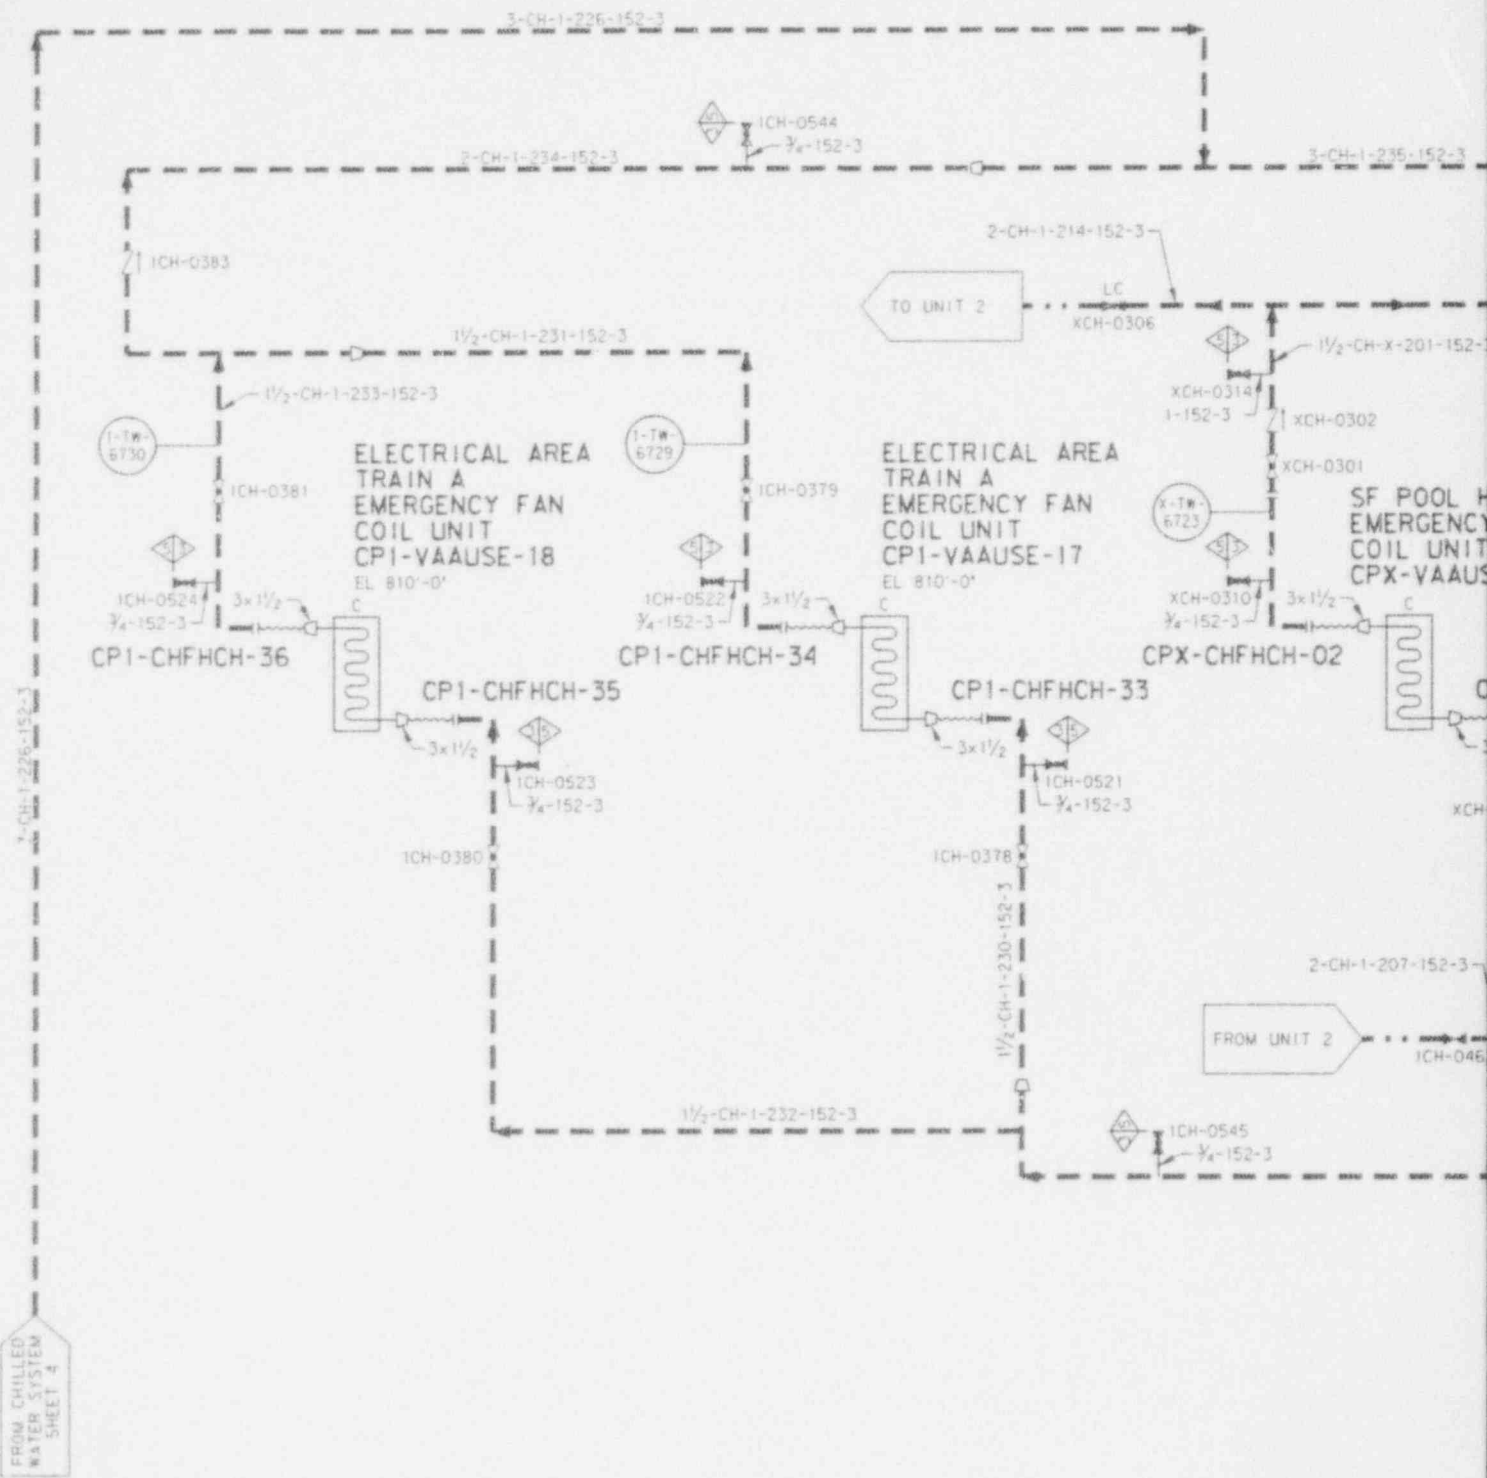 3-CH-1-226-152-3
1CH-0544
¾-152-3
2-CH-1-234-152-3
3-CH-1-235-152-3
2-CH-1-214-152-3
1CH-0383
TO UNIT 2
LC
XCH-0306
1½-CH-1-231-152-3
1½-CH-X-201-152-3
XCH-0314
1-152-3
1½-CH-1-233-152-3
XCH-0302
1-TW-
6730
1-TW-
6729
ELECTRICAL AREA
TRAIN A
EMERGENCY FAN
COIL UNIT
CP1-VAAUSE-18
EL 810'-0"
ELECTRICAL AREA
TRAIN A
EMERGENCY FAN
COIL UNIT
CP1-VAAUSE-17
EL 810'-0"
XCH-0301
1CH-0381
1CH-0379
X-TW-
6723
SF POOL H
EMERGENCY
COIL UNIT
CPX-VAAUS
1CH-0524
¾-152-3
3x1½
C
1CH-0522
¾-152-3
3x1½
C
XCH-0310
¾-152-3
3x1½
C
CP1-CHFHCH-36
CP1-CHFHCH-34
CPX-CHFHCH-02
CP1-CHFHCH-35
CP1-CHFHCH-33
3x1½
3x1½
1CH-0523
¾-152-3
1CH-0521
¾-152-3
XCH-
1CH-0380
1CH-0378
1½-CH-1-230-152-3
2-CH-1-207-152-3
FROM UNIT 2
1CH-046
1½-CH-1-232-152-3
1CH-0545
¾-152-3
FROM CHILLED
WATER SYSTEM
SHEET 4